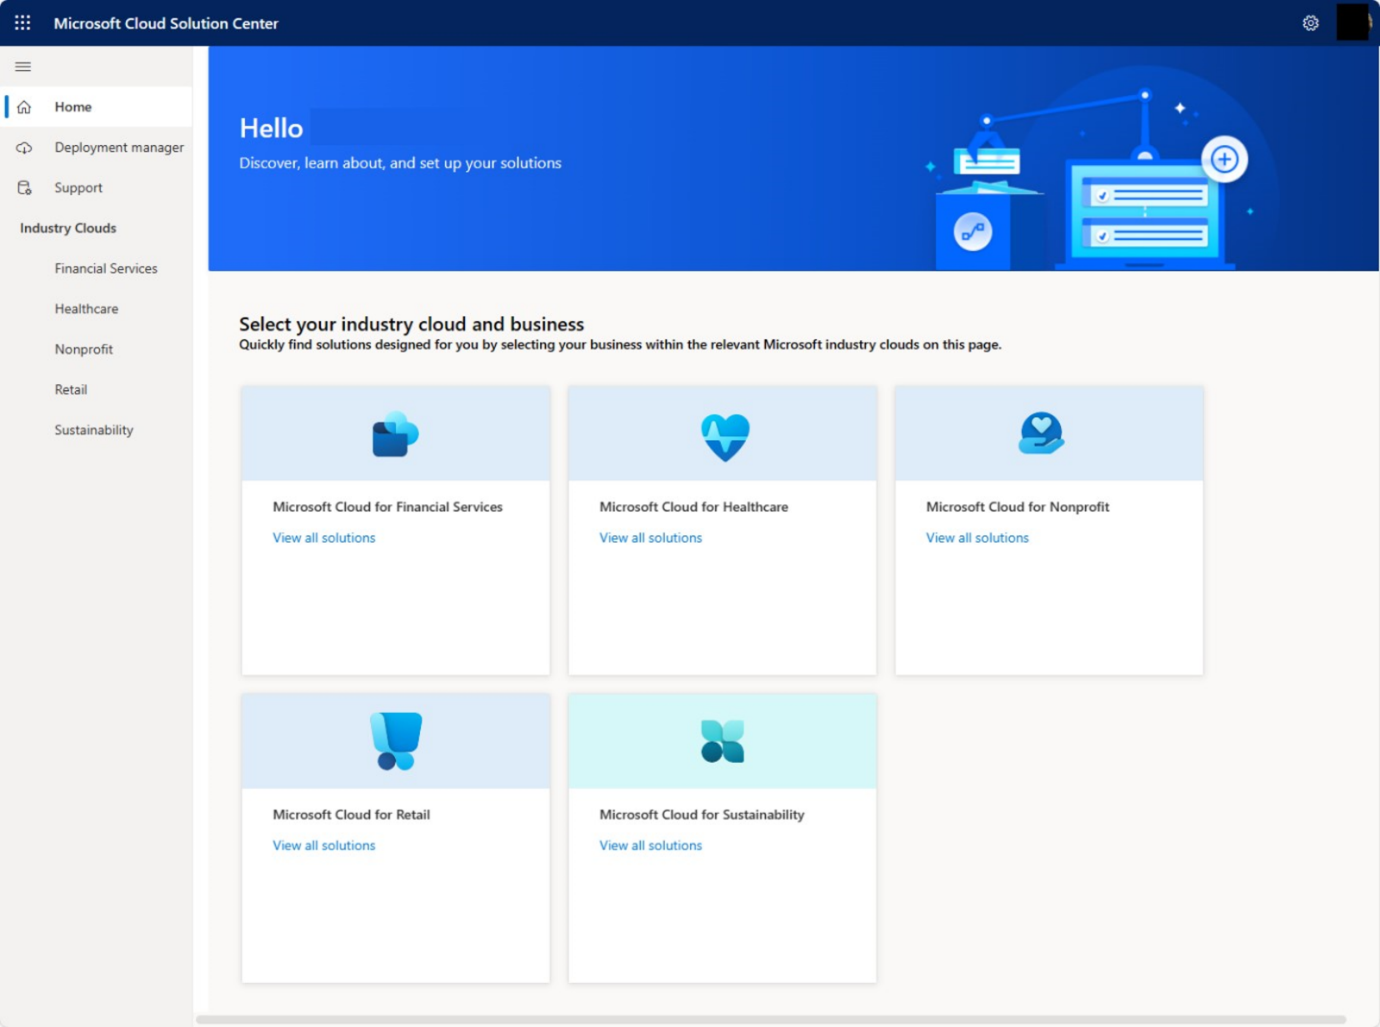 Microsoft Cloud Solution Center
Home
Deployment manager
Support
Industry Clouds
Financial Services
Healthcare
Nonprofit
Retail
Sustainability
Hello
Discover, learn about, and set up your solutions
Select your industry cloud and business
Quickly find solutions designed for you by selecting your business within the relevant Microsoft industry clouds on this page.
Microsoft Cloud for Financial Services
View all solutions
Microsoft Cloud for Healthcare
View all solutions
Microsoft Cloud for Nonprofit
View all solutions
Microsoft Cloud for Retail
View all solutions
Microsoft Cloud for Sustainability
View all solutions